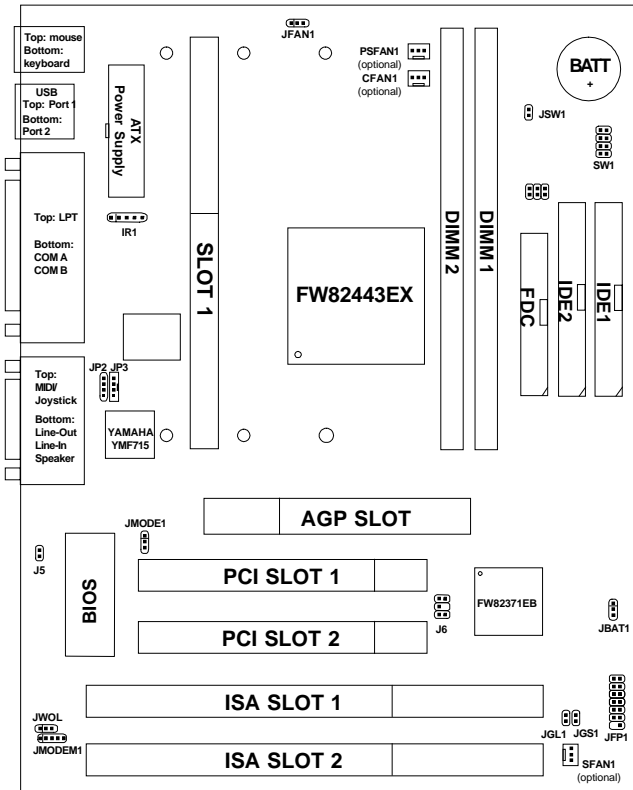 Top: mouse
Bottom:
keyboard
USB
Top: Port 1
Bottom:
Port 2
ATX
Power Supply
JFAN1
PSFAN1
(optional)
CFAN1
(optional)
BATT
+
JSW1
SW1
Top: LPT
Bottom:
COM A
COM B
IR1
SLOT 1
FW82443EX
DIMM 2
DIMM 1
FDC
IDE2
IDE1
JP2
JP3
Top:
MIDI/
Joystick
Bottom:
Line-Out
Line-In
Speaker
YAMAHA
YMF715
AGP SLOT
JMODE1
J5
BIOS
PCI SLOT 1
FW82371EB
J6
JBAT1
PCI SLOT 2
ISA SLOT 1
JWOL
JMODEM1
JGL1
JGS1
JFP1
ISA SLOT 2
SFAN1
(optional)